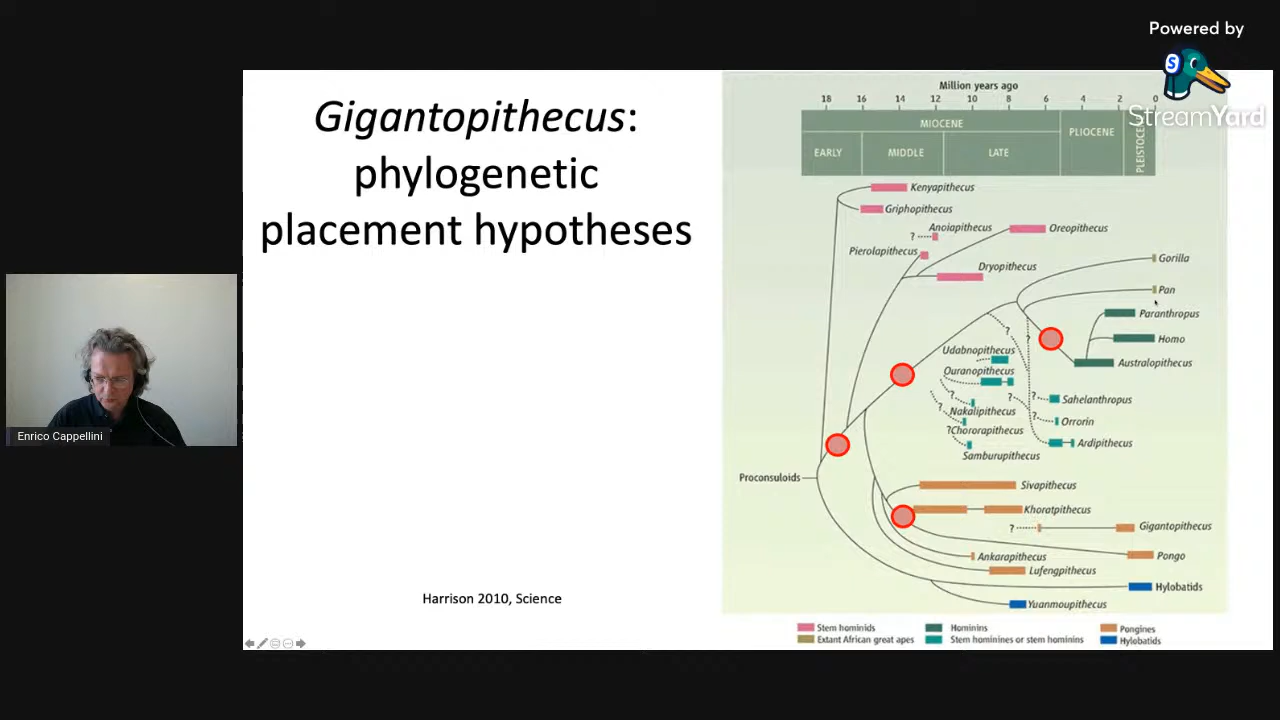 Powered by
S
StreamYard
Gigantopithecus:
phylogenetic
placement hypotheses
Harrison 2010, Science
Enrico Cappellini
Million years ago
18 16 14 12 10 8 6 4 2 0
MIOCENE
PLIOCENE
PLEISTOCENE
EARLY MIDDLE LATE
Kenyapithecus
Griphopithecus
Anoiapithecus
?
Oreopithecus
Pierolapithecus
Dryopithecus
Gorilla
Pan
Paranthropus
?
?
Homo
Udabnopithecus
Australopithecus
Ouranopithecus
?
?
?
Sahelanthropus
?
Nakalipithecus
?
Orrorin
?Chororapithecus
Ardipithecus
Samburupithecus
Proconsuloids
Sivapithecus
Khoratpithecus
?
Gigantopithecus
Ankarapithecus
Pongo
Lufengpithecus
Hylobatids
Yuanmoupithecus
Stem hominids
Hominins
Pongines
Extant African great apes
Stem hominines or stem hominins
Hylobatids